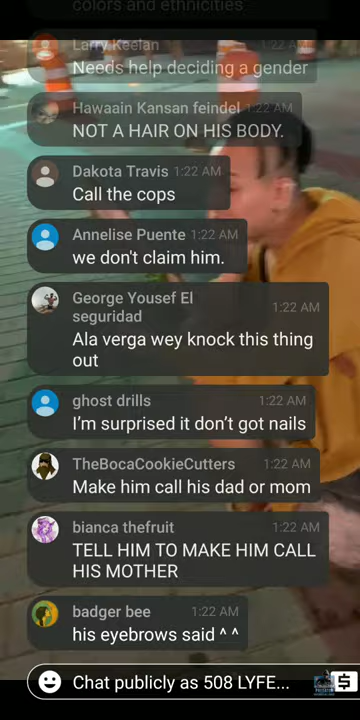 colors and ethnicities
Larry Keelan 1:22 AM
Needs help deciding a gender
Hawaain Kansan feindel 1:22 AM
NOT A HAIR ON HIS BODY.
Dakota Travis 1:22 AM
Call the cops
Annelise Puente 1:22 AM
we don't claim him.
George Yousef El
seguridad 1:22 AM
Ala verga wey knock this thing
out
ghost drills 1:22 AM
I'm surprised it don't got nails
TheBocaCookieCutters 1:22 AM
Make him call his dad or mom
bianca thefruit 1:22 AM
TELL HIM TO MAKE HIM CALL
HIS MOTHER
badger bee 1:22 AM
his eyebrows said ^ ^
Chat publicly as 508 LYFE... $